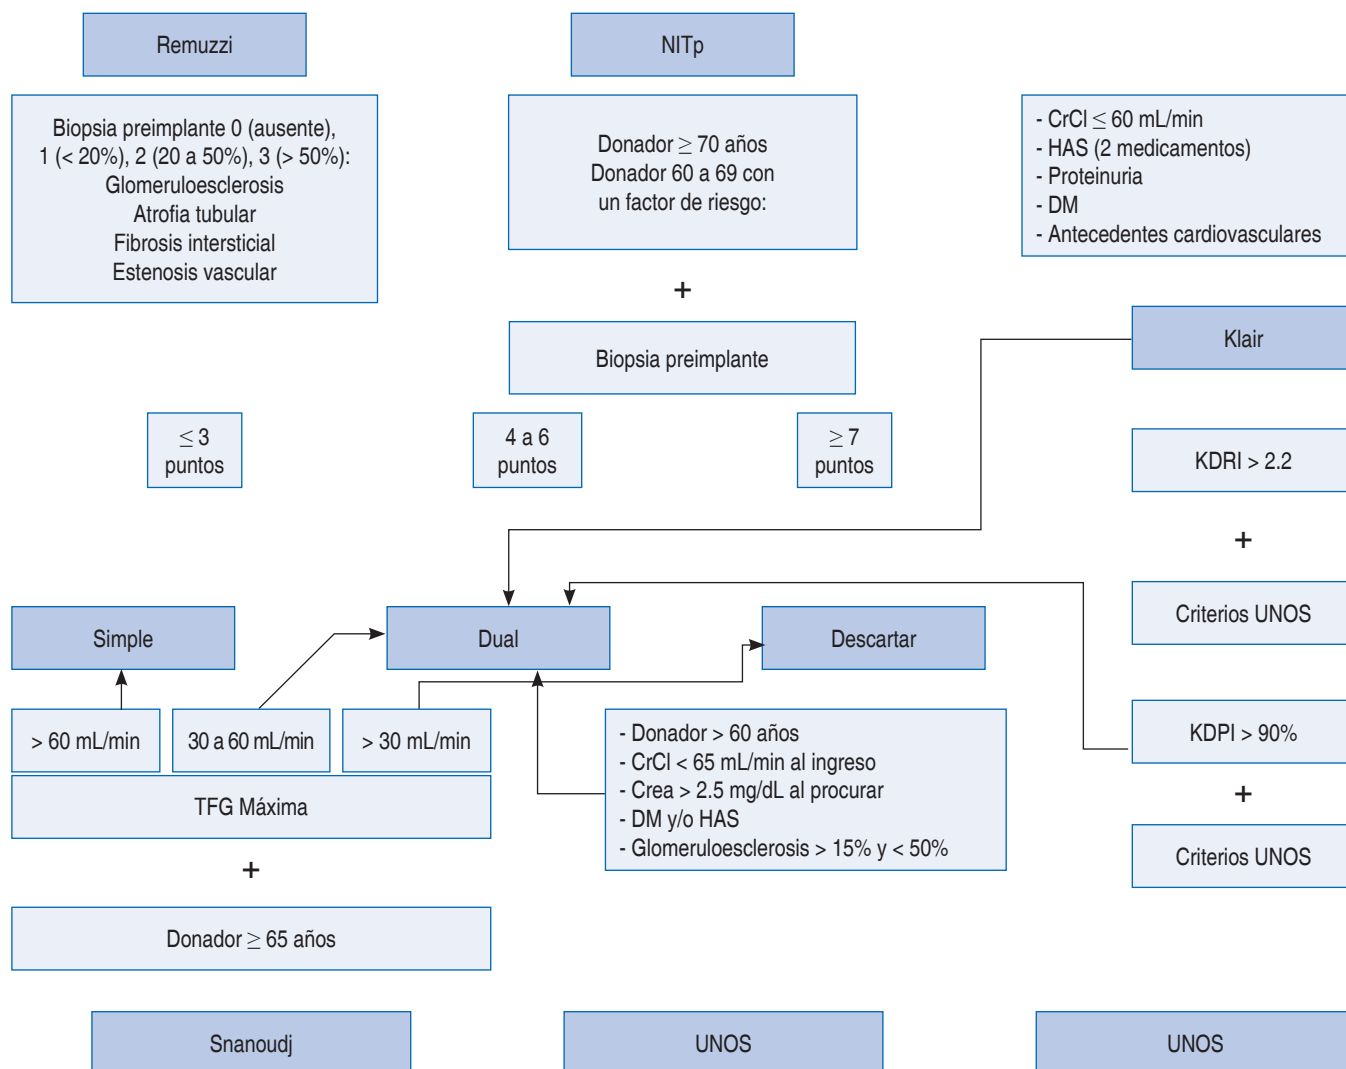 Remuzzi
NITp
Biopsia preimplante 0 (ausente),
1 (< 20%), 2 (20 a 50%), 3 (> 50%):
Glomeruloesclerosis
Atrofia tubular
Fibrosis intersticial
Estenosis vascular
Donador ≥ 70 años
Donador 60 a 69 con
un factor de riesgo:
- CrCl ≤ 60 mL/min
- HAS (2 medicamentos)
- Proteinuria
- DM
- Antecedentes cardiovasculares
+
Biopsia preimplante
Klair
≤ 3
puntos
4 a 6
puntos
≥ 7
puntos
KDRI > 2.2
+
Criterios UNOS
Simple
Dual
Descartar
> 60 mL/min
30 a 60 mL/min
> 30 mL/min
TFG Máxima
- Donador > 60 años
- CrCl < 65 mL/min al ingreso
- Crea > 2.5 mg/dL al procurar
- DM y/o HAS
- Glomeruloesclerosis > 15% y < 50%
KDPI > 90%
+
Criterios UNOS
+
Donador ≥ 65 años
Snanoudj
UNOS
UNOS